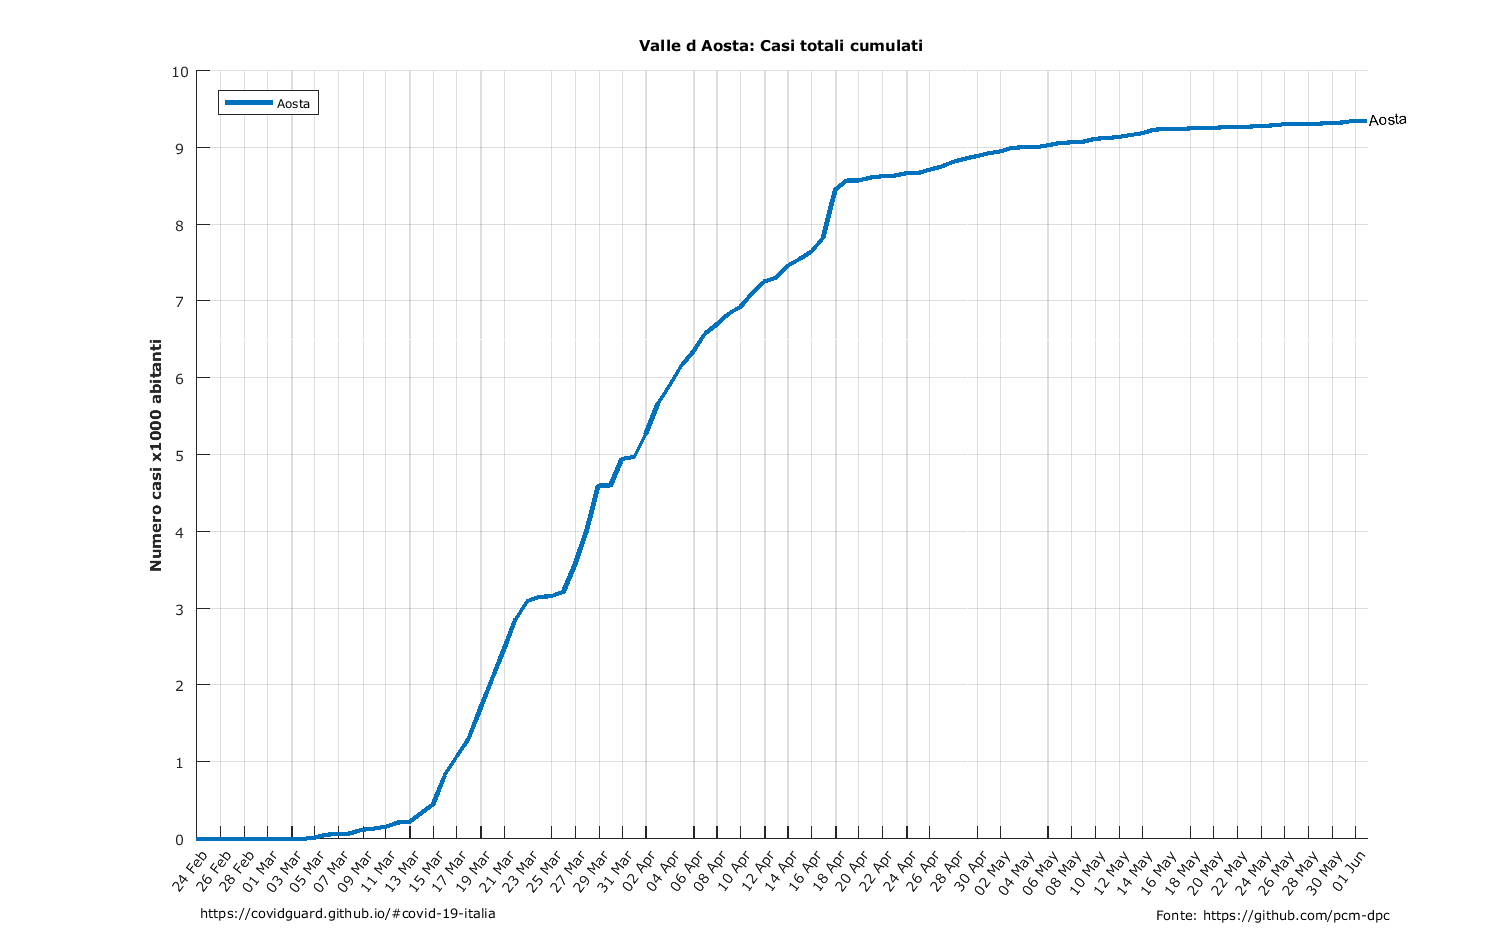 Valle d Aosta: Casi totali cumulati
Aosta
Aosta
Numero casi x1000 abitanti
10
9
8
7
6
5
4
3
2
1
0
24 Feb
26 Feb
28 Feb
01 Mar
03 Mar
05 Mar
07 Mar
09 Mar
11 Mar
13 Mar
15 Mar
17 Mar
19 Mar
21 Mar
23 Mar
25 Mar
27 Mar
29 Mar
31 Mar
02 Apr
04 Apr
06 Apr
08 Apr
10 Apr
12 Apr
14 Apr
16 Apr
18 Apr
20 Apr
22 Apr
24 Apr
26 Apr
28 Apr
30 Apr
02 May
04 May
06 May
08 May
10 May
12 May
14 May
16 May
18 May
20 May
22 May
24 May
26 May
28 May
30 May
01 Jun
https://covidguard.github.io/#covid-19-italia
Fonte: https://github.com/pcm-dpc